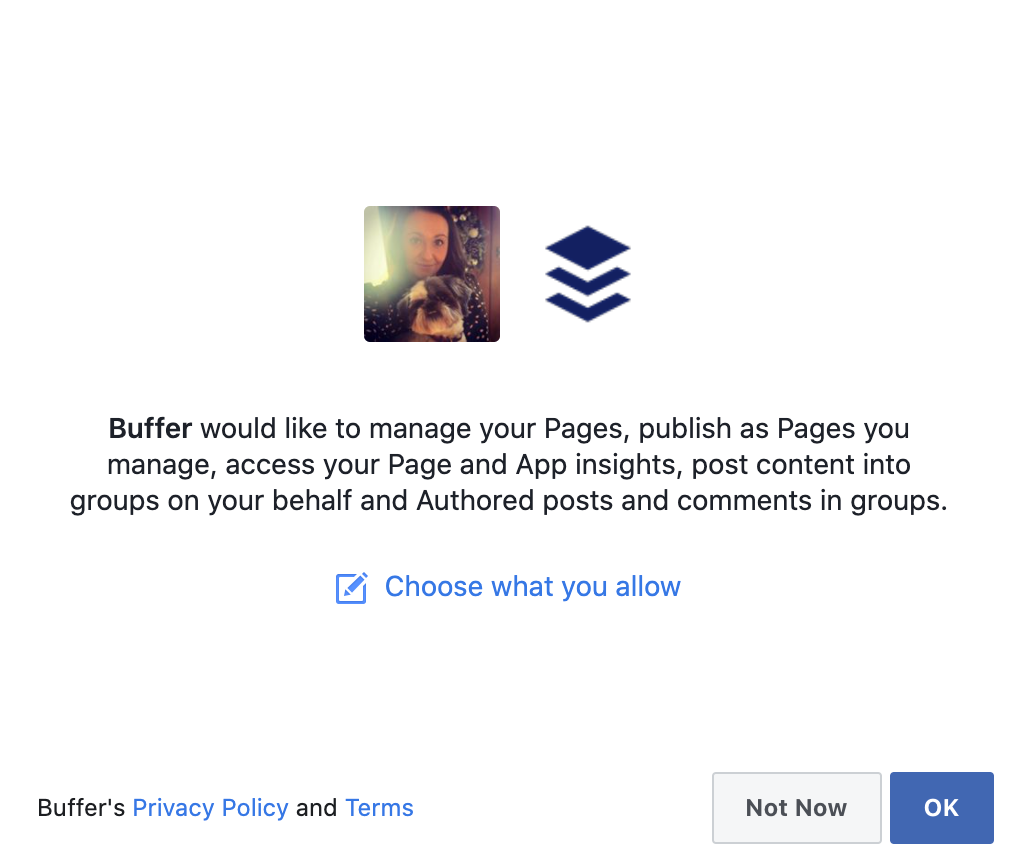 Buffer would like to manage your Pages, publish as Pages you
manage, access your Page and App insights, post content into
groups on your behalf and Authored posts and comments in groups.
Choose what you allow
Buffer's Privacy Policy and Terms
Not Now
OK